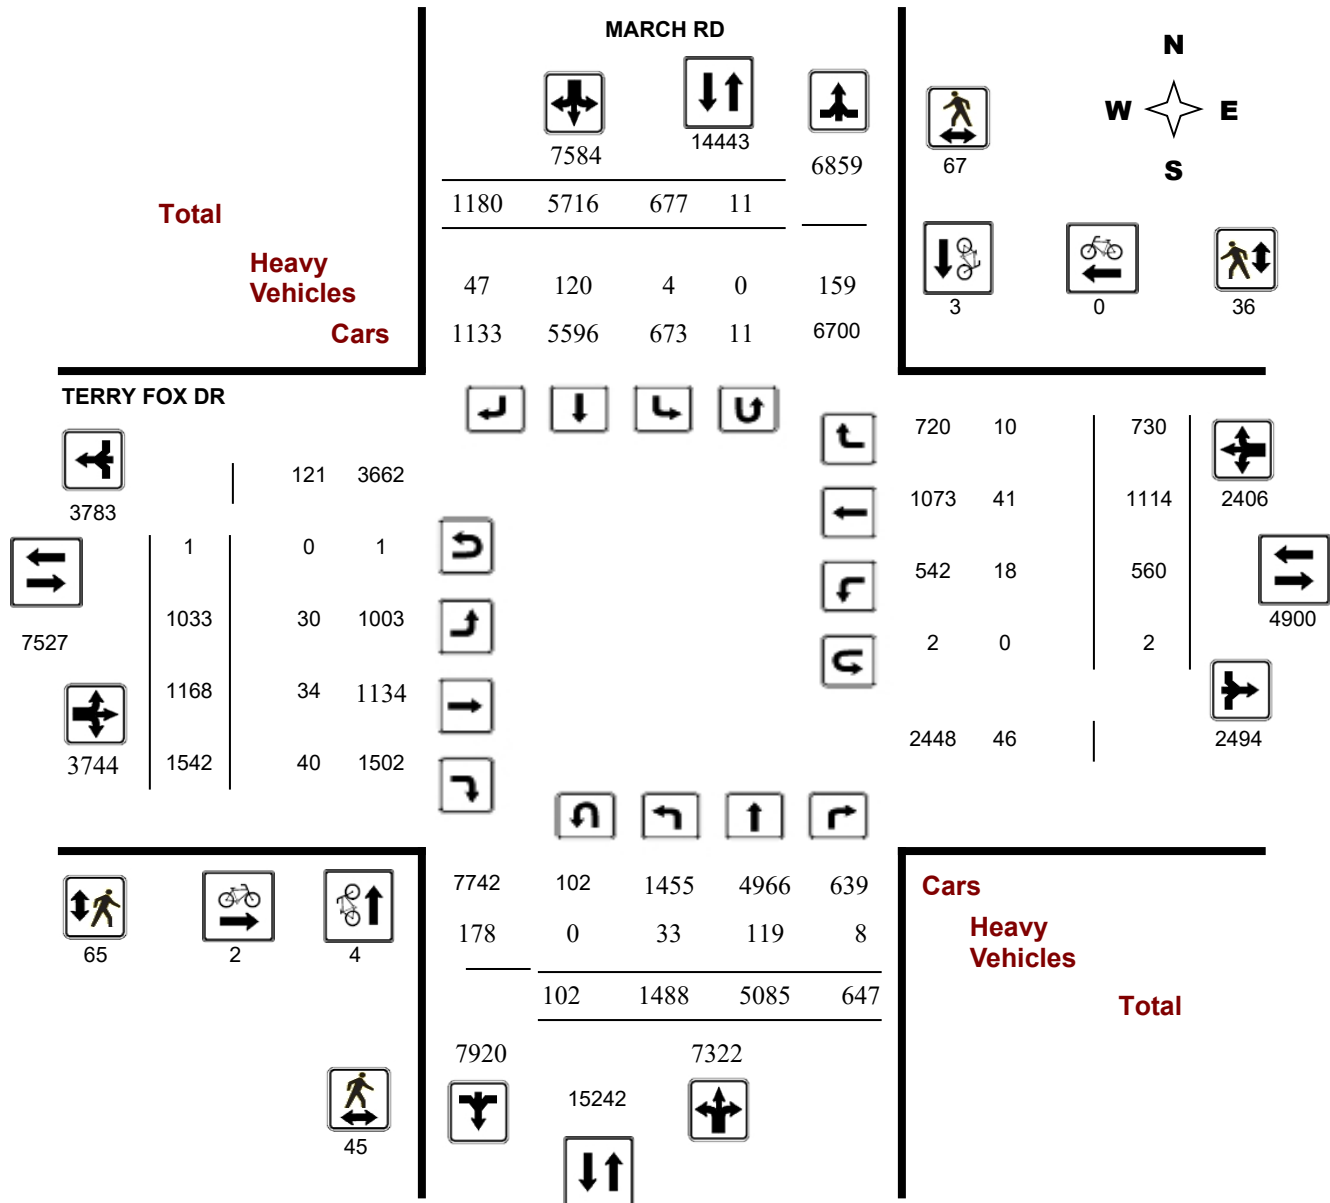 MARCH RD
N
W E
S
7584 14443 6859 67
1180 5716 677 11
Total
Heavy
Vehicles
47 120 4 0 159
Cars
1133 5596 673 11 6700
3 0 36
TERRY FOX DR
121 3662
3783
1 0 1
7527
1033 30 1003
1168 34 1134
3744 1542 40 1502
720 10 730
1073 41 1114 2406
542 18 560
4900
2 0 2
2448 46 2494
65 2 4
7742 102 1455 4966 639
178 0 33 119 8
102 1488 5085 647
Cars
Heavy
Vehicles
Total
7920 7322
15242
45